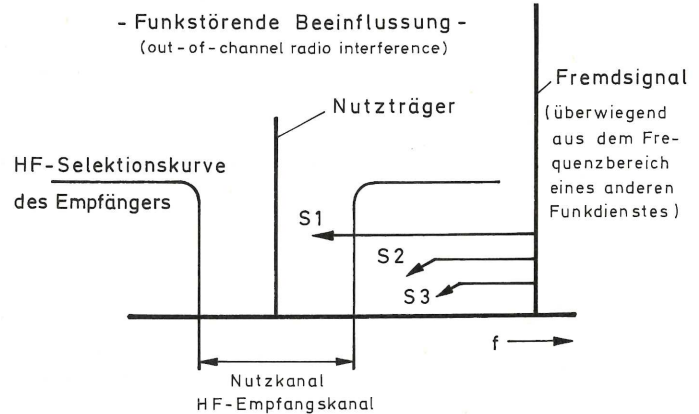 - Funkstörende Beeinflussung -
(out-of-channel radio interference)
Fremdsignal
(überwiegend
aus dem Fre-
quenzbereich
eines anderen
Funkdienstes)
Nutzträger
HF-Selektionskurve
des Empfängers
S1
S2
S3
f
Nutzkanal
HF-Empfangskanal